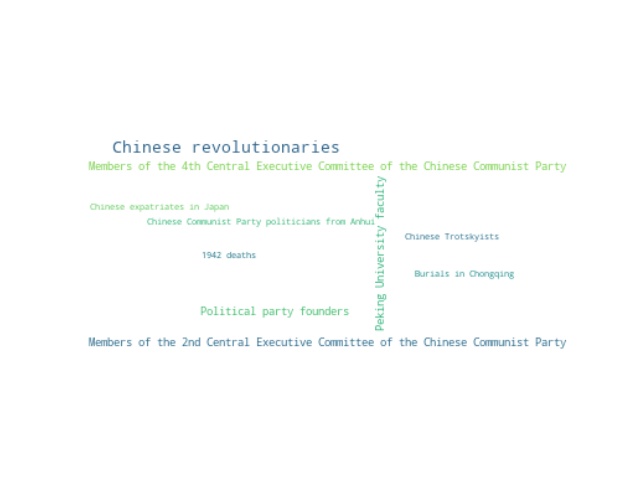 Chinese revolutionaries
Members of the 4th Central Executive Committee of the Chinese Communist Party
Peking University faculty
Chinese expatriates in Japan
Chinese Communist Party politicians from Anhui
Chinese Trotskyists
1942 deaths
Burials in Chongqing
Political party founders
Members of the 2nd Central Executive Committee of the Chinese Communist Party